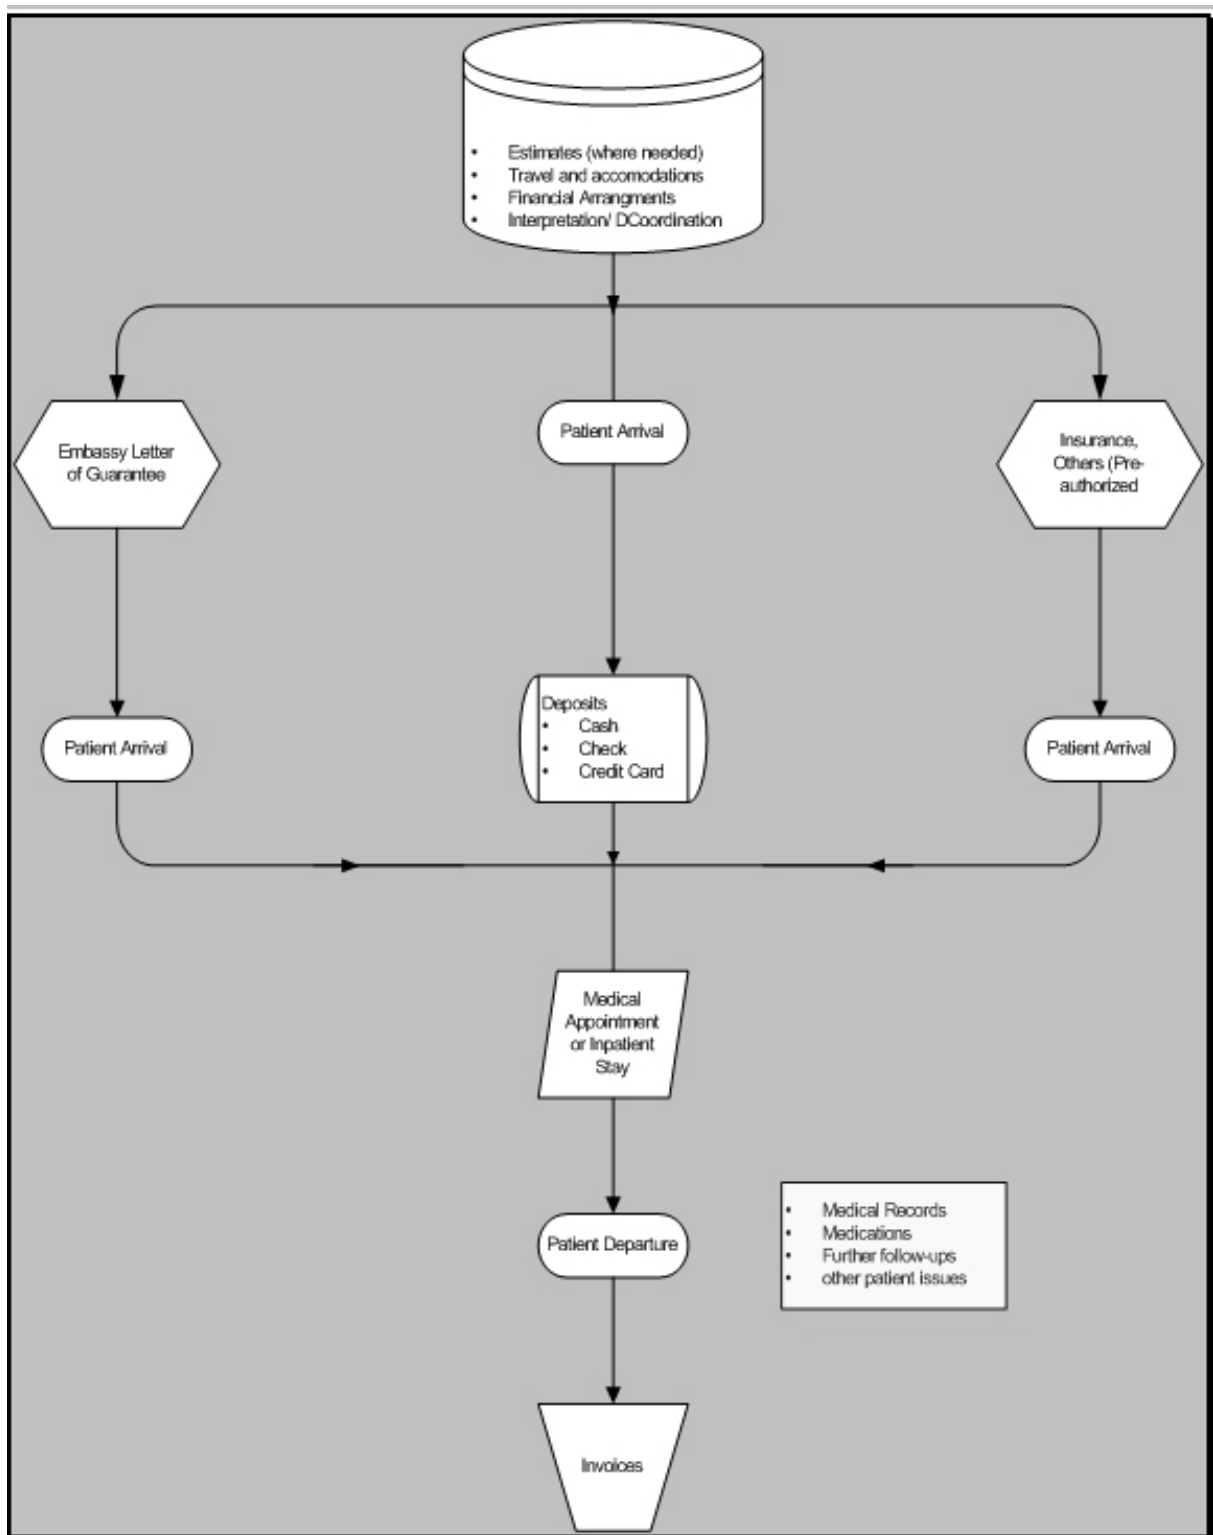 • Estimates (where needed)
• Travel and accomodations
• Financial Arrangments
• Interpretation/ DCoordination
Embassy Letter
of Guarantee
Patient Arrival
Insurance,
Others (Pre-
authorized
Patient Arrival
Deposits
• Cash
• Check
• Credit Card
Patient Arrival
Medical
Appointment
or Inpatient
Stay
Patient Departure
• Medical Records
• Medications
• Further follow-ups
• other patient issues
Invoices